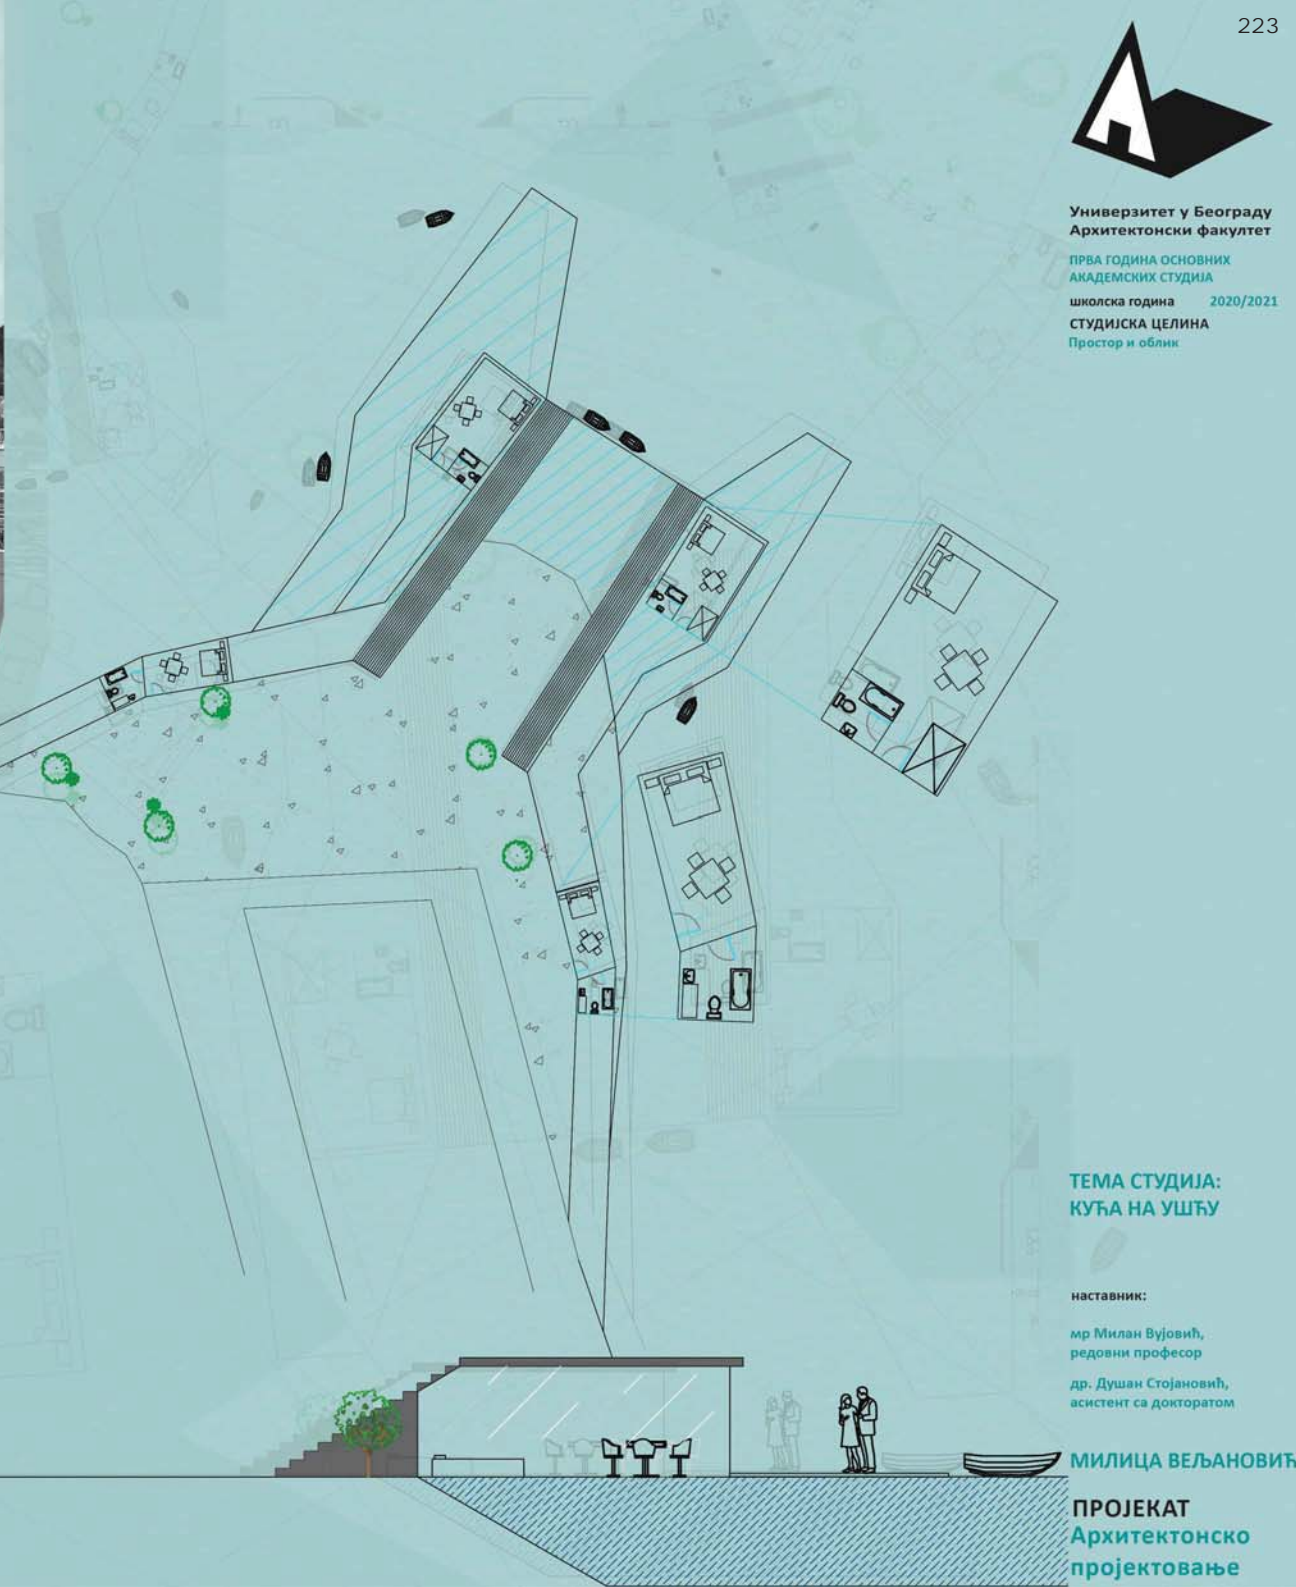 223
Универзитет у Београду
Архитектонски факултет
ПРВА ГОДИНА ОСНОВНИХ
АКАДЕМСКИХ СТУДИЈА
школска година 2020/2021
СТУДИЈСКА ЦЕЛИНА
Простор и облик
ТЕМА СТУДИЈА:
КУЋА НА УШЋУ
наставник:
мр Милан Вујовић,
редовни професор
др. Душан Стојановић,
асистент са докторатом
МИЛИЦА ВЕЉАНОВИЋ
ПРОЈЕКАТ
Архитектонско
пројектовање